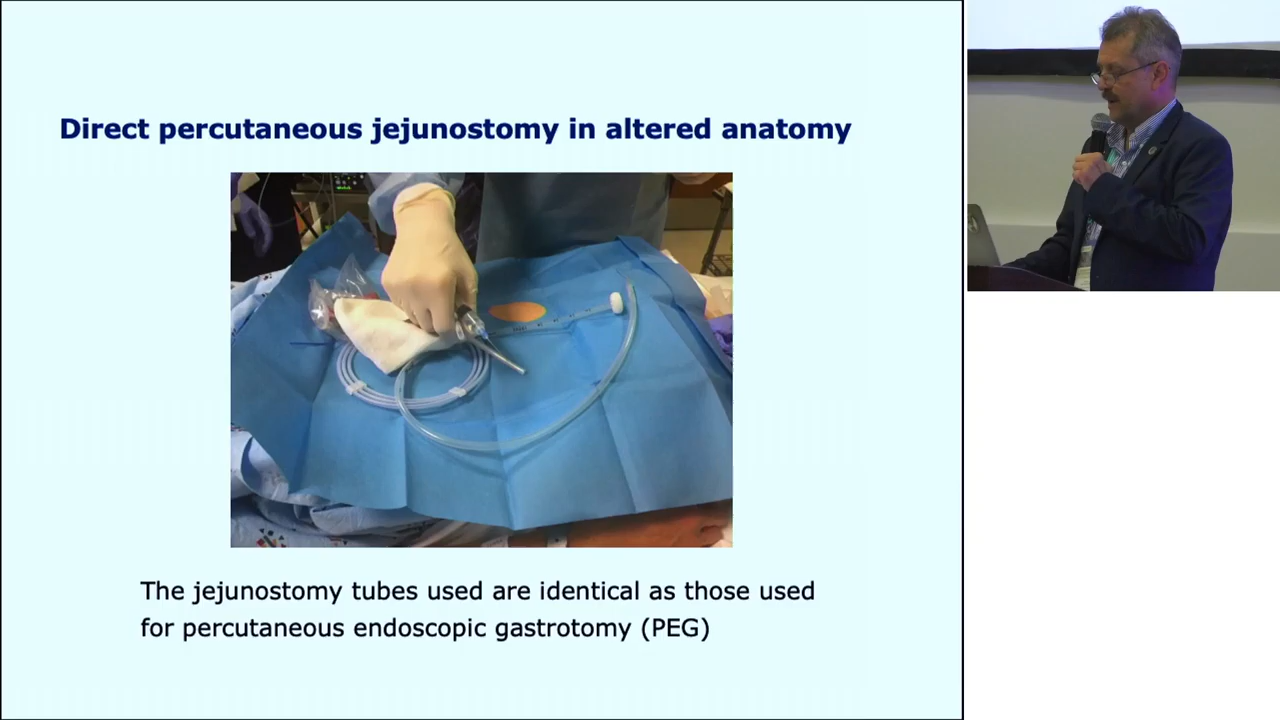 Direct percutaneous jejunostomy in altered anatomy
The jejunostomy tubes used are identical as those used
for percutaneous endoscopic gastrotomy (PEG)